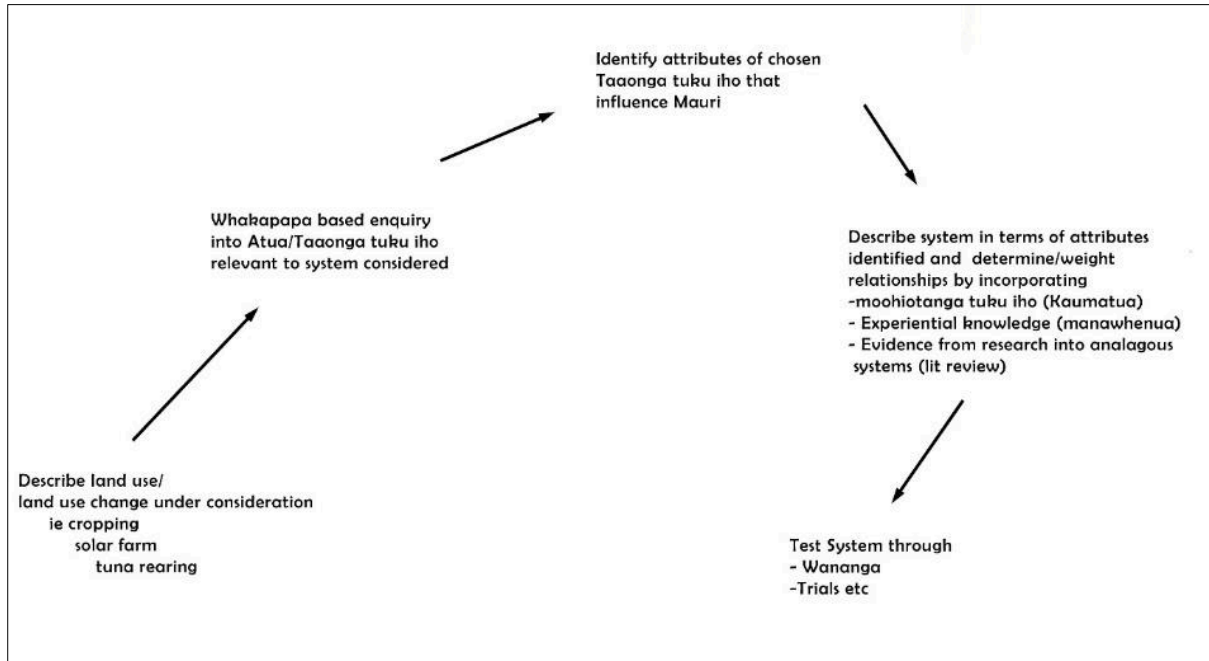 Identify attributes of chosen
Taaonga tuku iho that
influence Mauri
Whakapapa based enquiry
into Atua/Taaonga tuku iho
relevant to system considered
Describe system in terms of attributes
identified and determine/weight
relationships by incorporating
-moohiotanga tuku iho (Kaumatua)
- Experiential knowledge (manawhenua)
- Evidence from research into analagous
systems (lit review)
Describe land use/
land use change under consideration
ie cropping
solar farm
tuna rearing
Test System through
- Wananga
-Trials etc